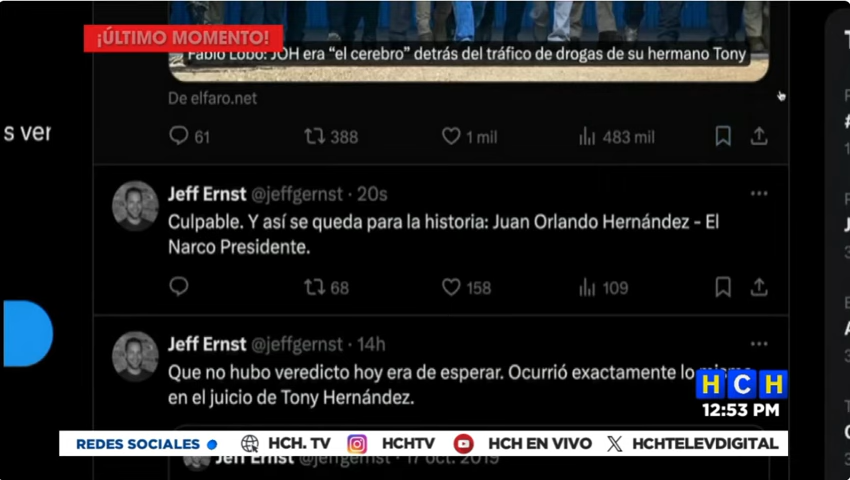 ¡ÚLTIMO MOMENTO!
Fabio Lobo: JOH era “el cerebro” detrás del tráfico de drogas de su hermano Tony
De elfaro.net
s ver
61 388 1 mil 483 mil
Jeff Ernst @jeffgernst · 20s
Culpable. Y así se queda para la historia: Juan Orlando Hernández - El
Narco Presidente.
68 158 109
Jeff Ernst @jeffgernst · 14h
Que no hubo veredicto hoy era de esperar. Ocurrió exactamente lo mismo
en el juicio de Tony Hernández.
HCH
12:53 PM
REDES SOCIALES HCH. TV HCHTV HCH EN VIVO HCHTELEVDIGITAL
Jeff Ernst @jeffgernst · 17 oct. 2019